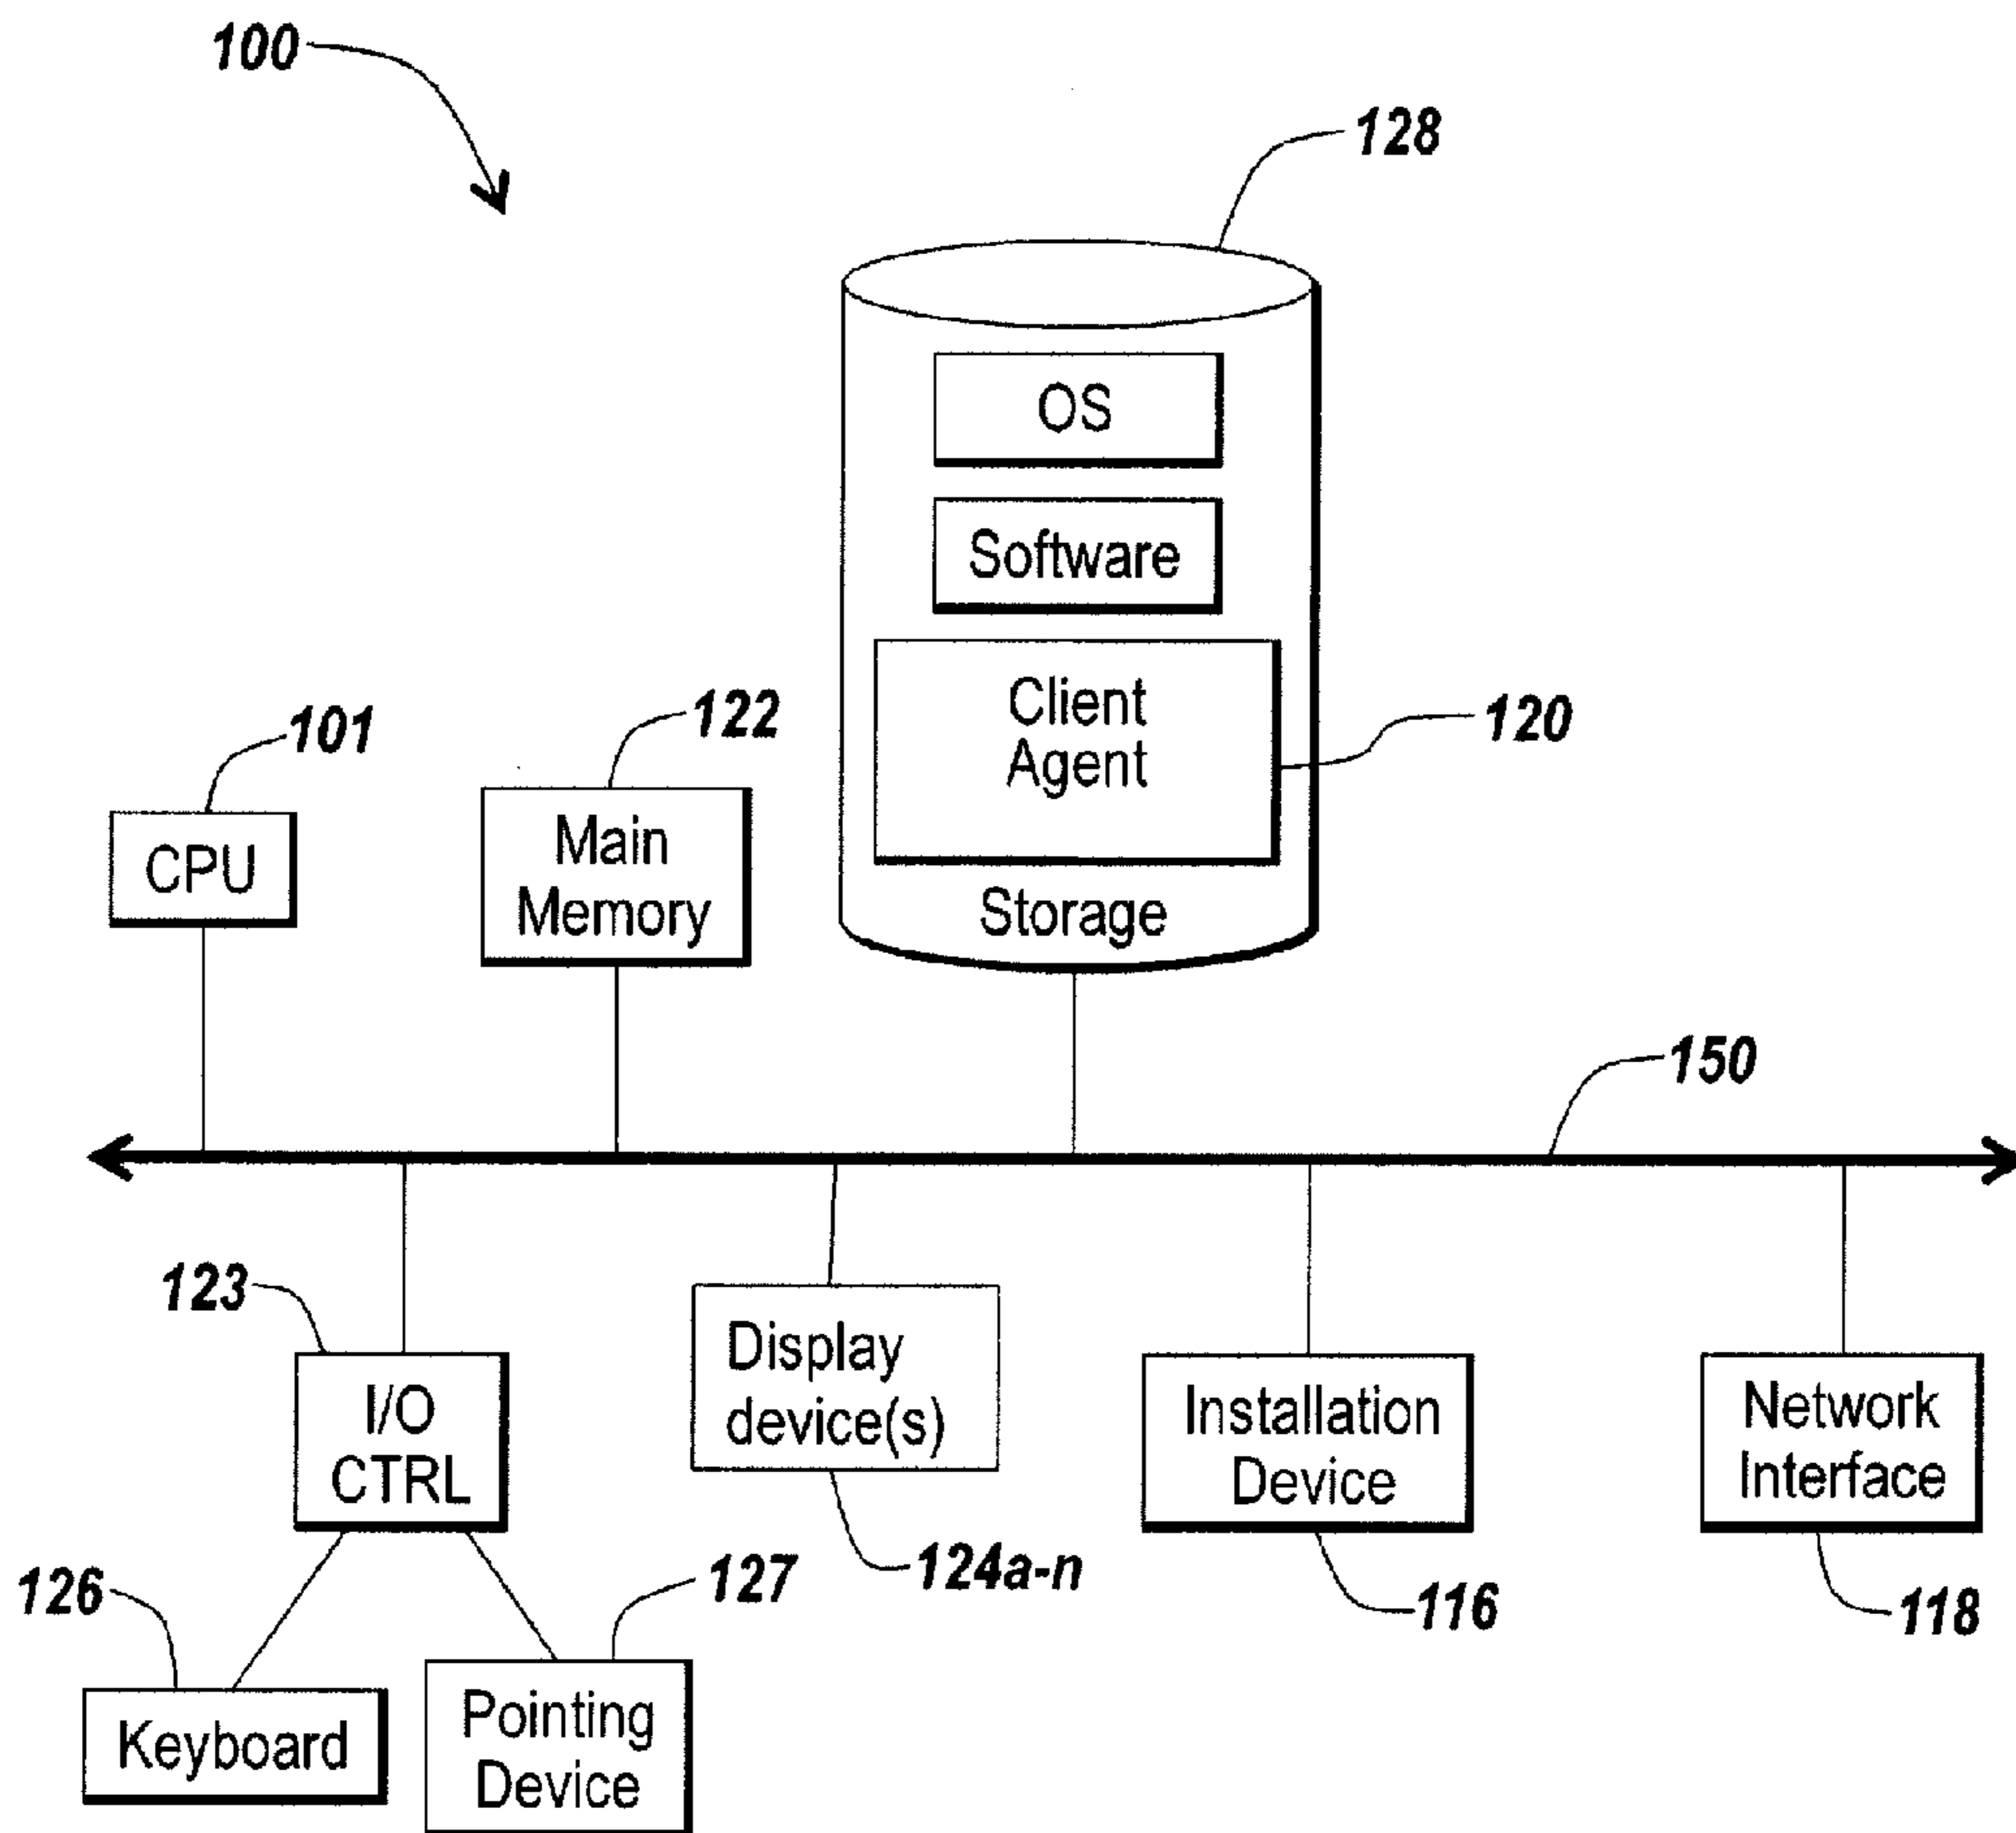 100
128
OS
Software
Client
Agent
120
Storage
101
CPU
122
Main
Memory
150
123
I/O
CTRL
Display
device(s)
124a-n
Installation
Device
116
Network
Interface
118
126
Keyboard
127
Pointing
Device